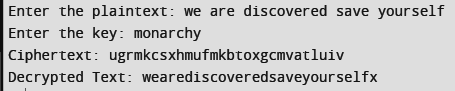 Enter the plaintext: we are discovered save yourself
Enter the key: monarchy
Ciphertext: ugrmkcsxhmufmkbtoxgcmvatluiv
Decrypted Text: wearediscoveredsaveyourselfx